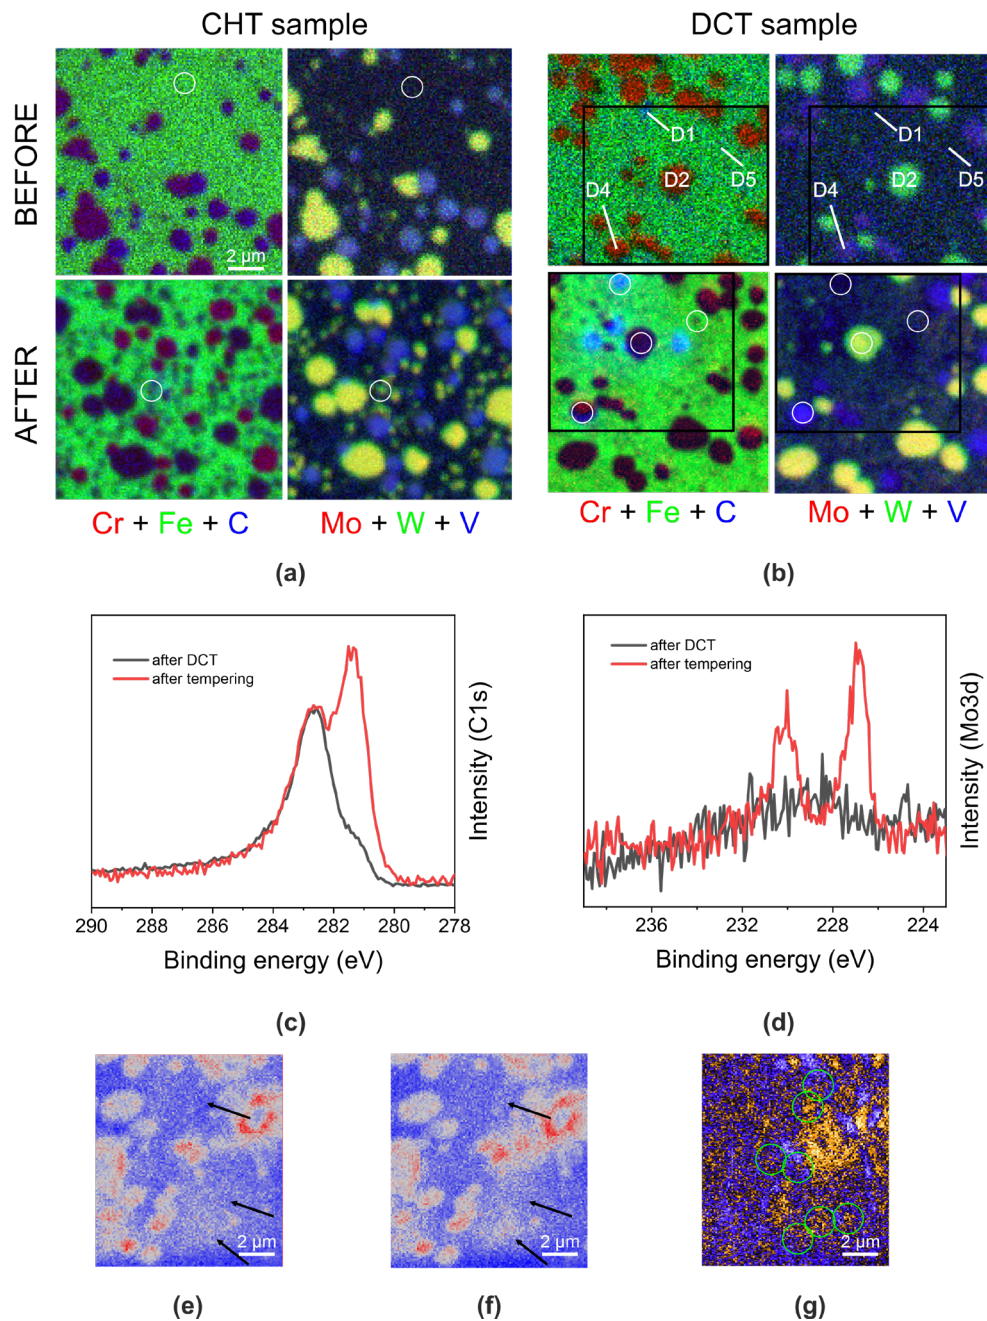 CHT sample
DCT sample
BEFORE
2 µm
D1
D2
D5
D4
D1
D2
D5
D4
AFTER
Cr + Fe + C
Mo + W + V
Cr + Fe + C
Mo + W + V
(a)
(b)
after DCT
after tempering
Intensity (C1s)
290 288 286 284 282 280 278
Binding energy (eV)
(c)
after DCT
after tempering
Intensity (Mo3d)
236 232 228 224
Binding energy (eV)
(d)
2 µm
(e)
2 µm
(f)
2 µm
(g)